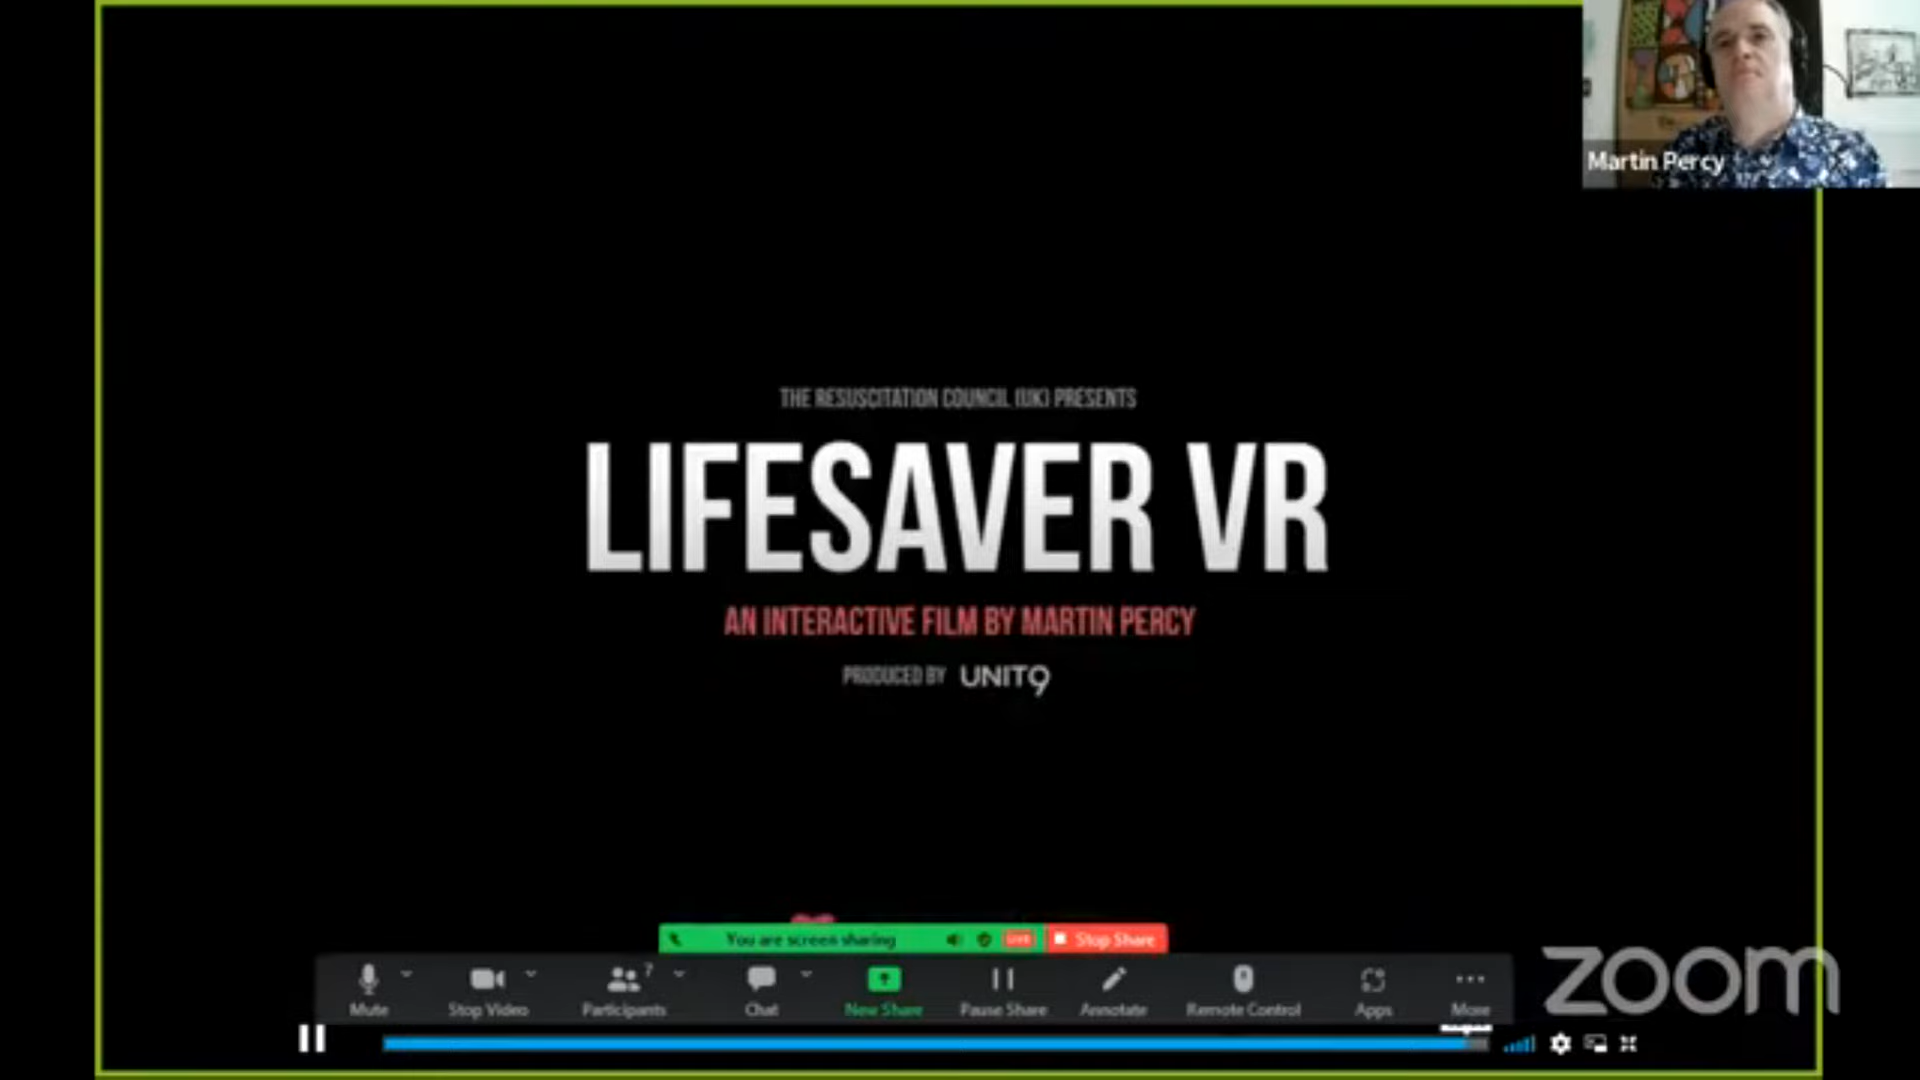 Martin Percy
THE RESUSCITATION COUNCIL (UK) PRESENTS
LIFESAVER VR
AN INTERACTIVE FILM BY MARTIN PERCY
PRODUCED BY UNIT9
You are screen sharing LIVE Stop Share
7
Mute Stop Video Participants Chat New Share Pause Share Annotate Remote Control Apps More
zoom